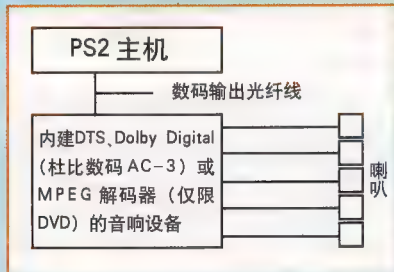 PS2 主机
数码输出光纤线
内建DTS、Dolby Digital
(杜比数码 AC-3) 或
MPEG 解码器 (仅限
DVD) 的音响设备
喇叭